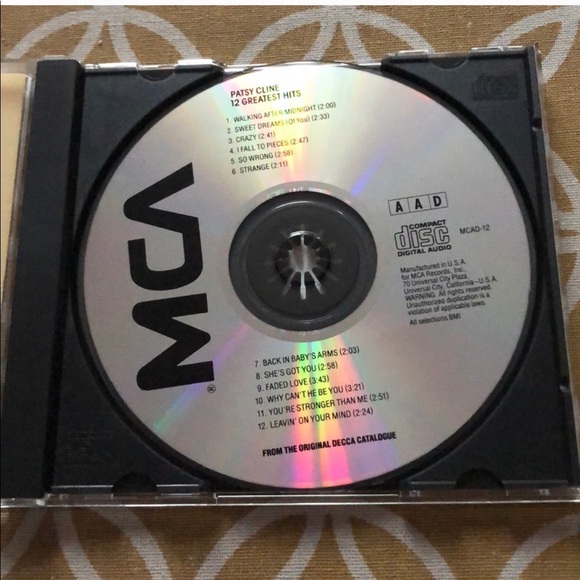 PATSY CLINE
12 GREATEST HITS
1. WALKING AFTER MIDNIGHT (2:00)
2. SWEET DREAMS (Of You) (2:33)
3. CRAZY (2:41)
4. I FALL TO PIECES (2:47)
5. SO WRONG (2:58)
6. STRANGE (2:11)
MCA
®
A A D
COMPACT
disc
DIGITAL AUDIO
MCAD-12
Manufactured in U.S.A.
for MCA Records, Inc.,
70 Universal City Plaza,
Universal City, California - U.S.A.
WARNING: All rights reserved.
Unauthorized duplication is a
violation of applicable laws.
All selections BMI
7. BACK IN BABY'S ARMS (2:03)
8. SHE'S GOT YOU (2:58)
9. FADED LOVE (3:43)
10. WHY CAN'T HE BE YOU (3:21)
11. YOU'RE STRONGER THAN ME (2:51)
12. LEAVIN' ON YOUR MIND (2:24)
FROM THE ORIGINAL DECCA CATALOGUE